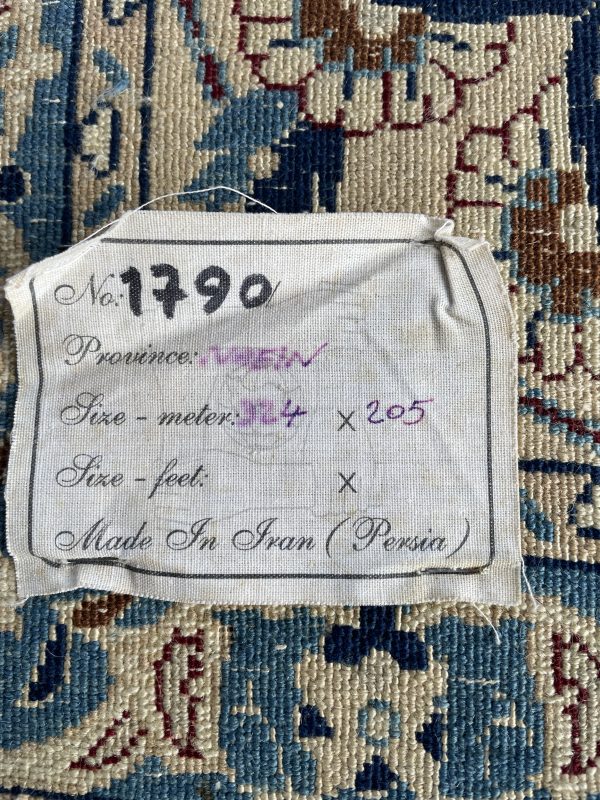 No.: 1790
Province: NAEIN
Size - meter: 324 x 205
Size - feet: x
Made In Iran (Persia)